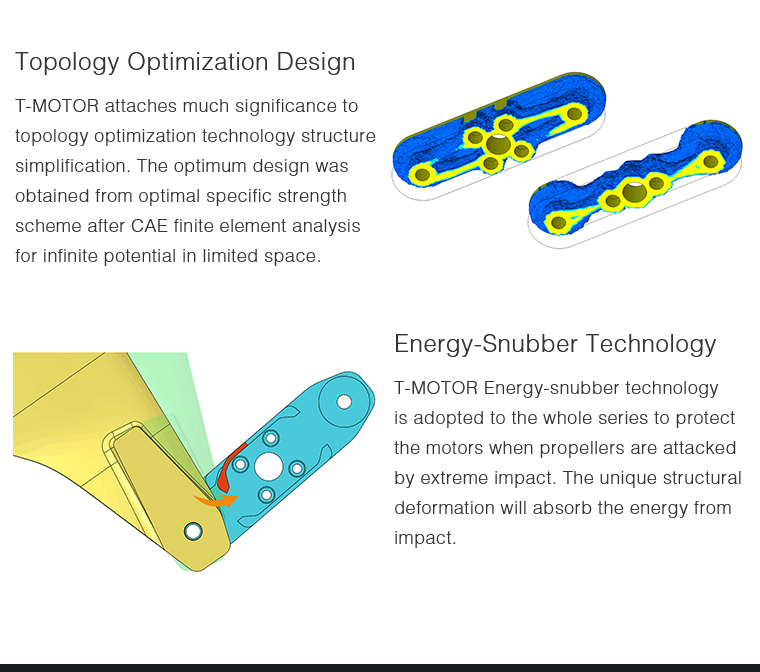 Topology Optimization Design
T-MOTOR attaches much significance to
topology optimization technology structure
simplification. The optimum design was
obtained from optimal specific strength
scheme after CAE finite element analysis
for infinite potential in limited space.
Energy-Snubber Technology
T-MOTOR Energy-snubber technology
is adopted to the whole series to protect
the motors when propellers are attacked
by extreme impact. The unique structural
deformation will absorb the energy from
impact.